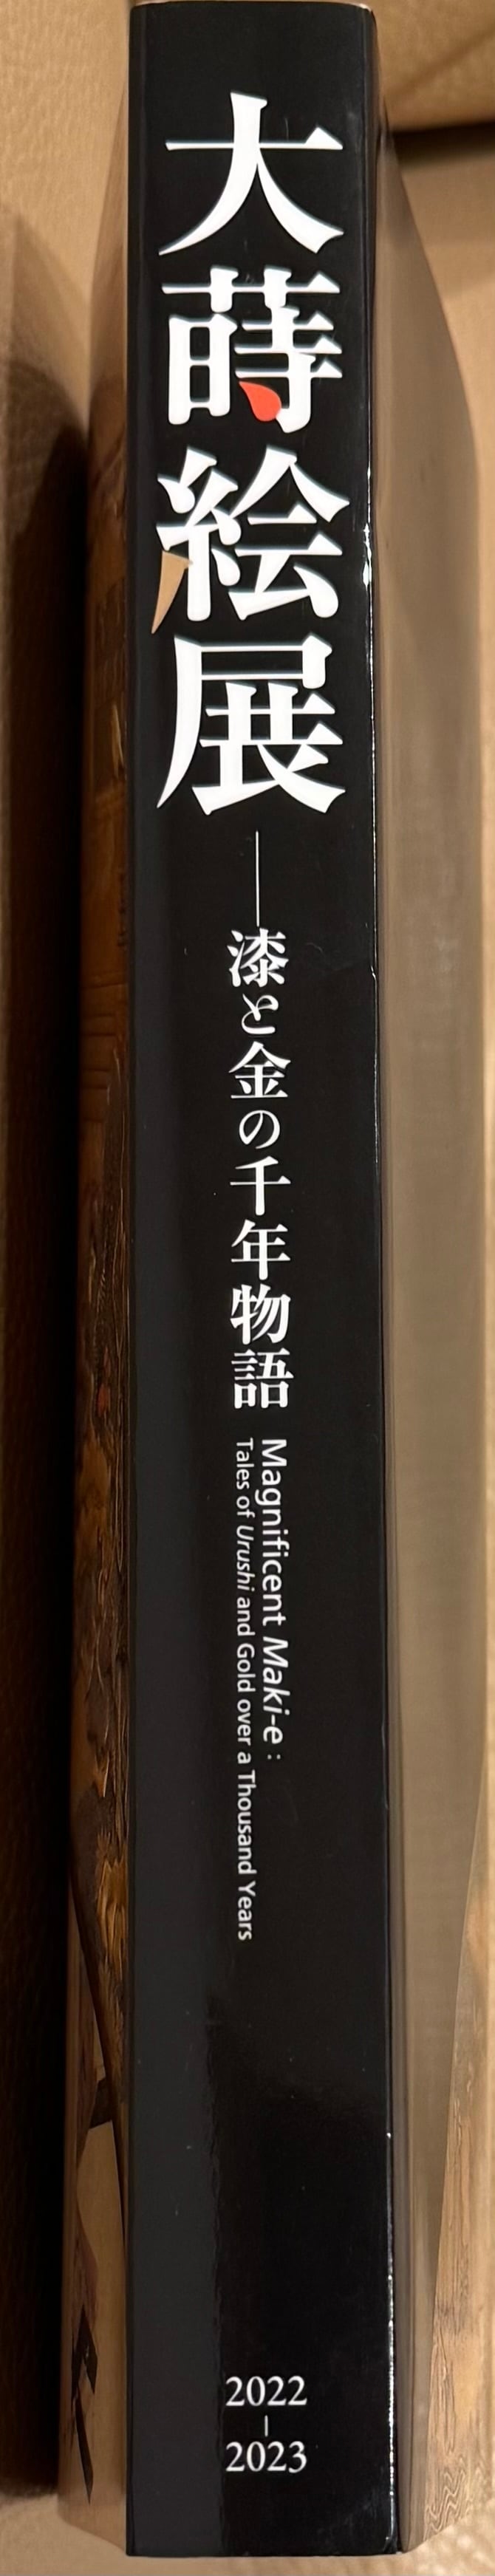 大蒔絵展
——漆と金の千年物語
Magnificent Maki-e :
Tales of Urushi and Gold over a Thousand Years
2022
–
2023